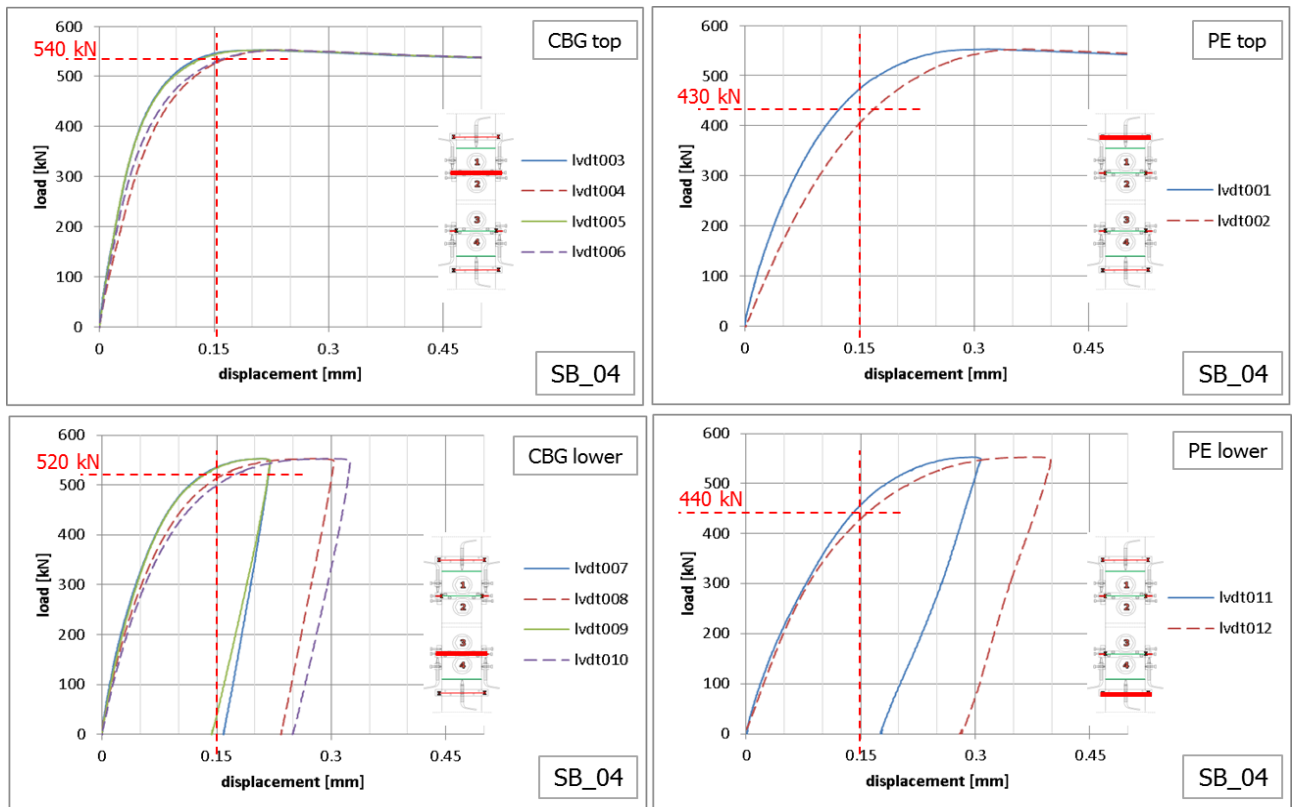 600
500
400
300
200
100
0
0 0.15 0.3 0.45
load [kN]
displacement [mm]
540 kN
CBG top
1
2
3
4
lvdt003
lvdt004
lvdt005
lvdt006
SB_04
600
500
400
300
200
100
0
0 0.15 0.3 0.45
load [kN]
displacement [mm]
430 kN
PE top
1
2
3
4
lvdt001
lvdt002
SB_04
600
500
400
300
200
100
0
0 0.15 0.3 0.45
load [kN]
displacement [mm]
520 kN
CBG lower
1
2
3
4
lvdt007
lvdt008
lvdt009
lvdt010
SB_04
600
500
400
300
200
100
0
0 0.15 0.3 0.45
load [kN]
displacement [mm]
440 kN
PE lower
1
2
3
4
lvdt011
lvdt012
SB_04